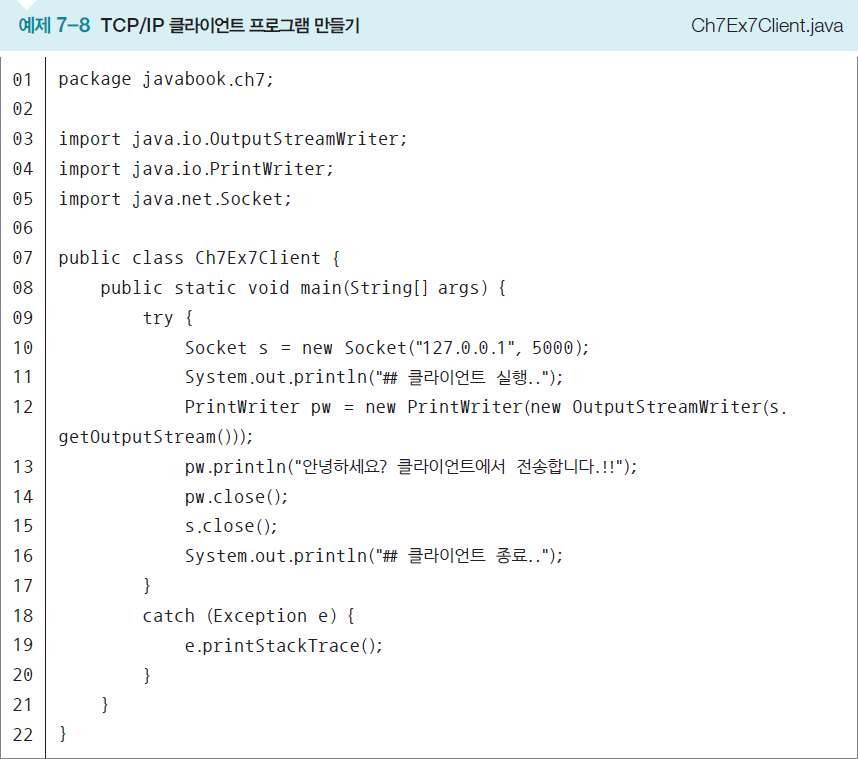 예제 7-8 TCP/IP 클라이언트 프로그램 만들기 Ch7Ex7Client.java
01 package javabook.ch7;
02
03 import java.io.OutputStreamWriter;
04 import java.io.PrintWriter;
05 import java.net.Socket;
06
07 public class Ch7Ex7Client {
08 public static void main(String[] args) {
09 try {
10 Socket s = new Socket("127.0.0.1", 5000);
11 System.out.println("## 클라이언트 실행..");
12 PrintWriter pw = new PrintWriter(new OutputStreamWriter(s.
getOutputStream()));
13 pw.println("안녕하세요? 클라이언트에서 전송합니다.!!");
14 pw.close();
15 s.close();
16 System.out.println("## 클라이언트 종료..");
17 }
18 catch (Exception e) {
19 e.printStackTrace();
20 }
21 }
22 }